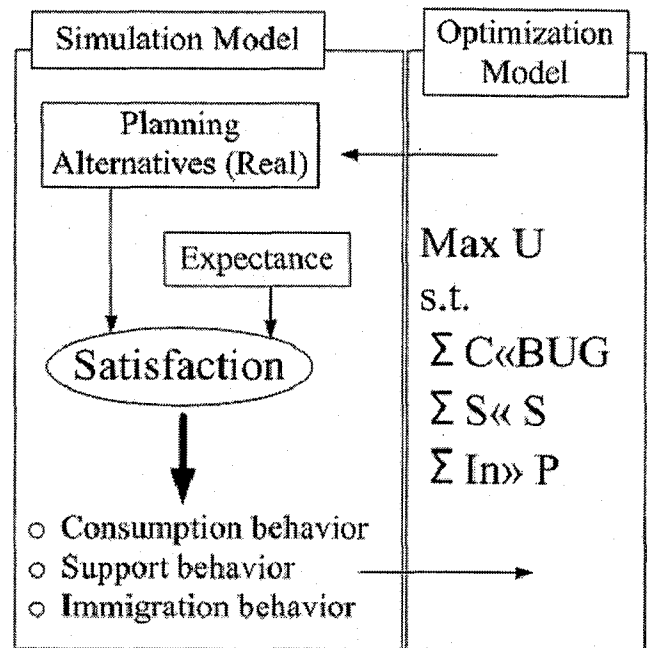 Simulation Model
Optimization
Model
Planning
Alternatives (Real)
Expectance
Satisfaction
Max U
s.t.
Σ C«BUG
Σ S« S
Σ In» P
○ Consumption behavior
○ Support behavior
○ Immigration behavior